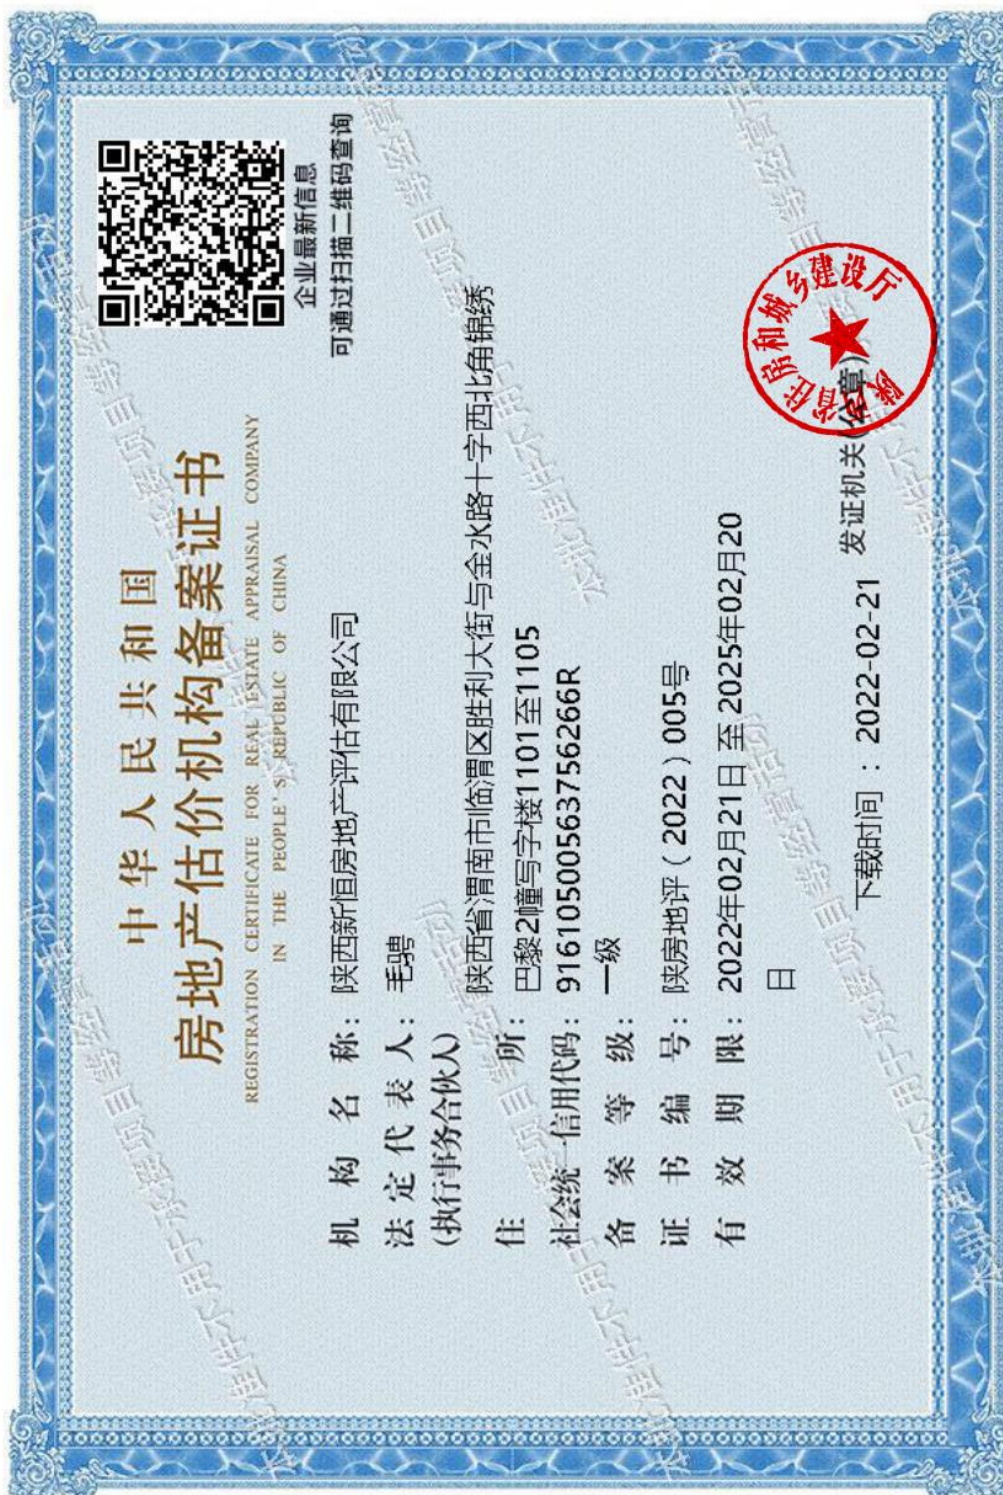 中华人民共和国
房地产估价机构备案证书
REGISTRATION CERTIFICATE FOR REAL ESTATE APPRAISAL COMPANY
IN THE PEOPLE'S REPUBLIC OF CHINA
企业最新信息
可通过扫描二维码查询
机构名称：陕西新恒房地产评估有限公司
法定代表人：毛骋
(执行事务合伙人)
住所：陕西省渭南市临渭区胜利大街与金水路十字西北角锦绣
巴黎2幢写字楼1101至1105
社会统一信用代码：91610500563756266R
备案等级：一级
证书编号：陕房地评（2022）005号
有效期限：2022年02月21日 至 2025年02月20
日
发证机关(公章)
陕西省住房和城乡建设厅
下载时间：2022-02-21